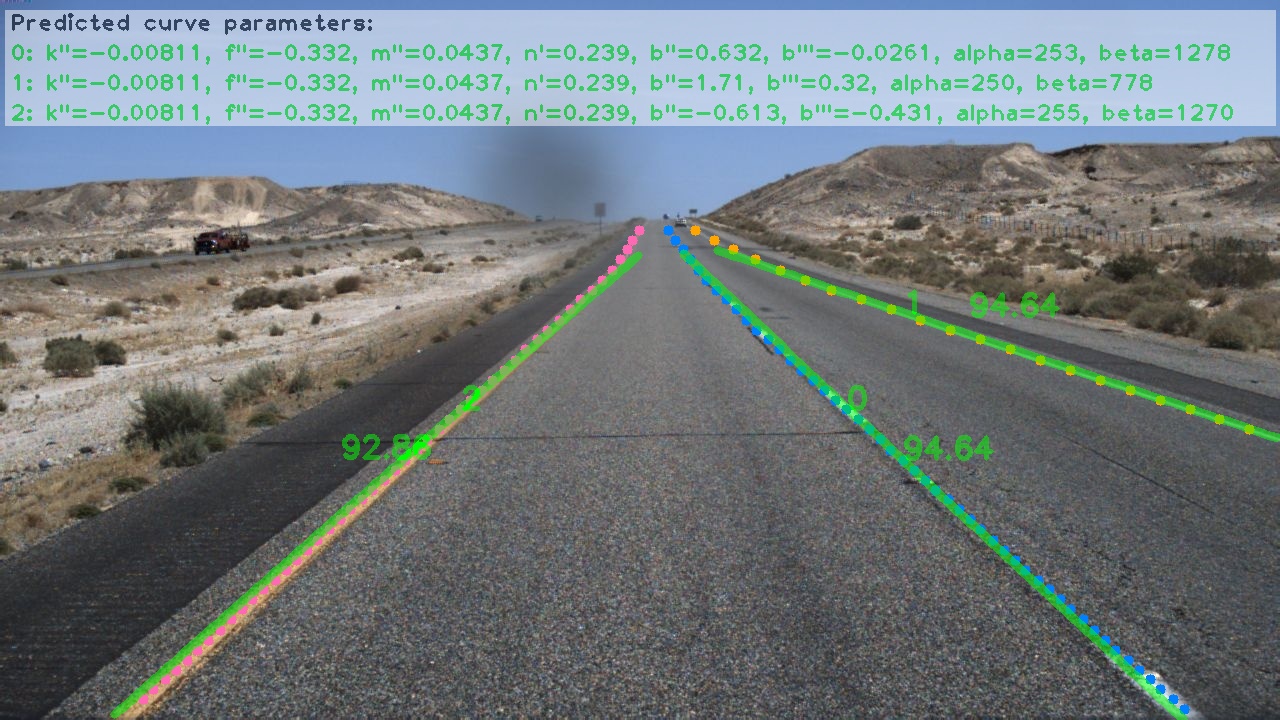 Predicted curve parameters:
0: k''=-0.00811, f''=-0.332, m''=0.0437, n'=0.239, b''=0.632, b'''=-0.0261, alpha=253, beta=1278
1: k''=-0.00811, f''=-0.332, m''=0.0437, n'=0.239, b''=1.71, b'''=0.32, alpha=250, beta=778
2: k''=-0.00811, f''=-0.332, m''=0.0437, n'=0.239, b''=-0.613, b'''=-0.431, alpha=255, beta=1270
1 94.64
2 0
94.64